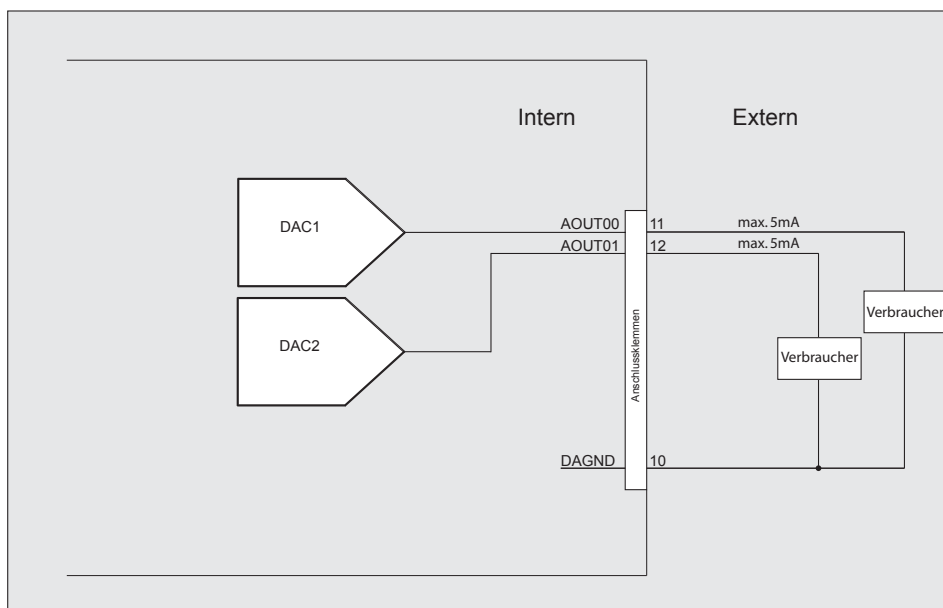 Intern
Extern
DAC1
AOUT00
11
max. 5mA
AOUT01
12
max. 5mA
Verbraucher
DAC2
Verbraucher
Anschlussklemmen
DAGND
10